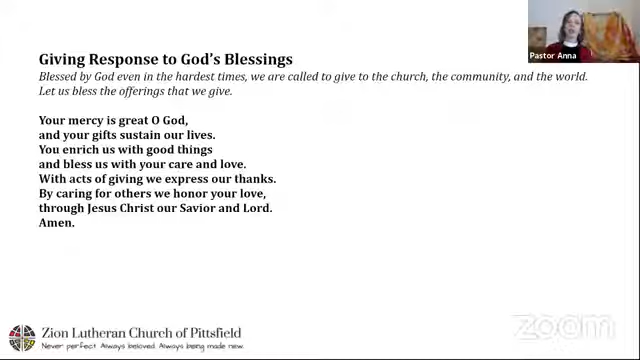 Giving Response to God's Blessings
Blessed by God even in the hardest times, we are called to give to the church, the community, and the world.
Let us bless the offerings that we give.
Your mercy is great O God,
and your gifts sustain our lives.
You enrich us with good things
and bless us with your care and love.
With acts of giving we express our thanks.
By caring for others we honor your love,
through Jesus Christ our Savior and Lord.
Amen.
Pastor Anna
Zion Lutheran Church of Pittsfield
Never perfect. Always beloved. Always being made new.
zoom